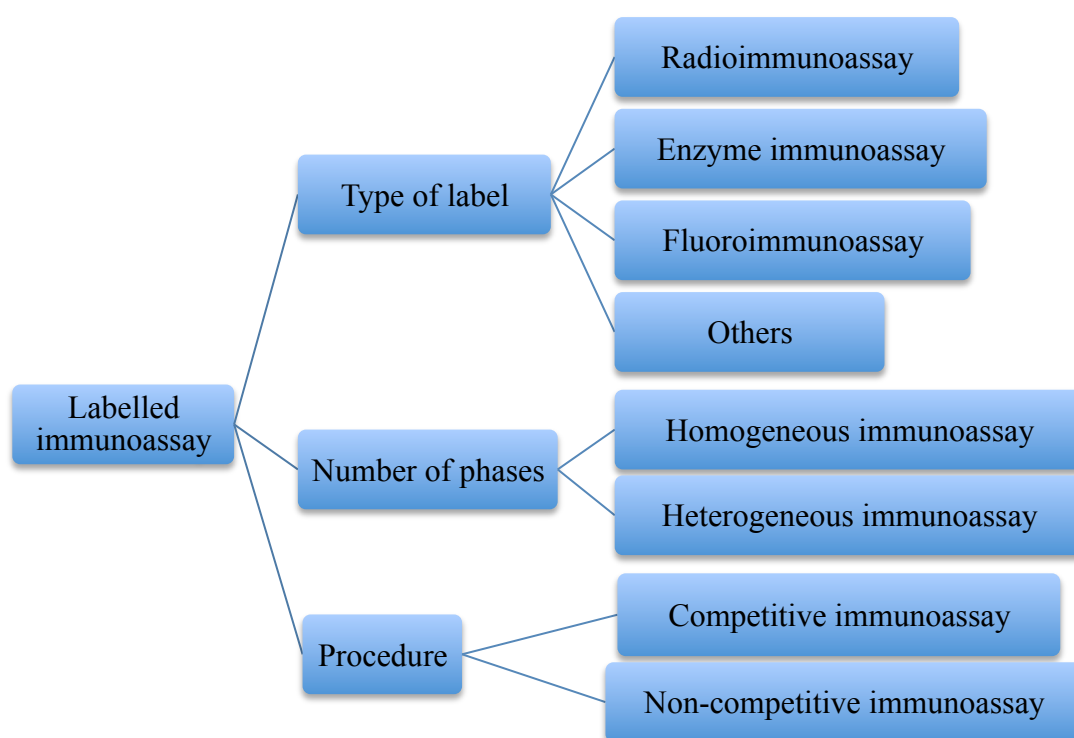 Labelled
immunoassay
Type of label
Radioimmunoassay
Enzyme immunoassay
Fluoroimmunoassay
Others
Number of phases
Homogeneous immunoassay
Heterogeneous immunoassay
Procedure
Competitive immunoassay
Non-competitive immunoassay